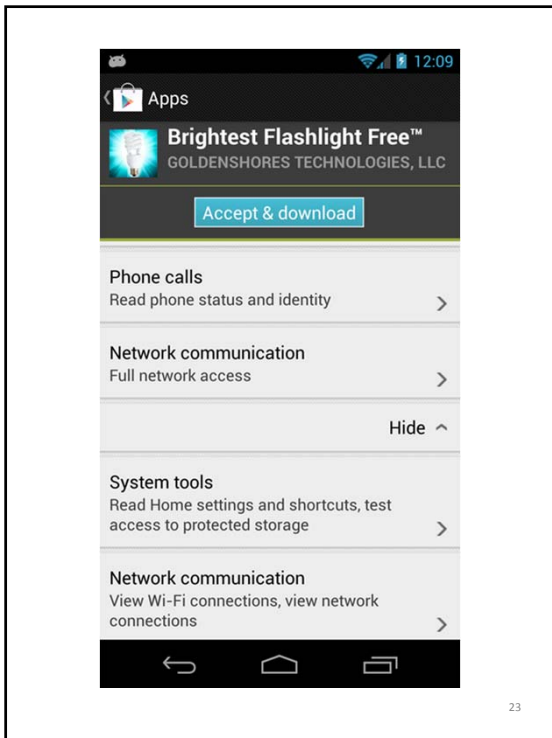 12:09
Apps
Brightest Flashlight Free™
GOLDENSHORES TECHNOLOGIES, LLC
Accept & download
Phone calls
Read phone status and identity
Network communication
Full network access
Hide
System tools
Read Home settings and shortcuts, test
access to protected storage
Network communication
View Wi-Fi connections, view network
connections
23